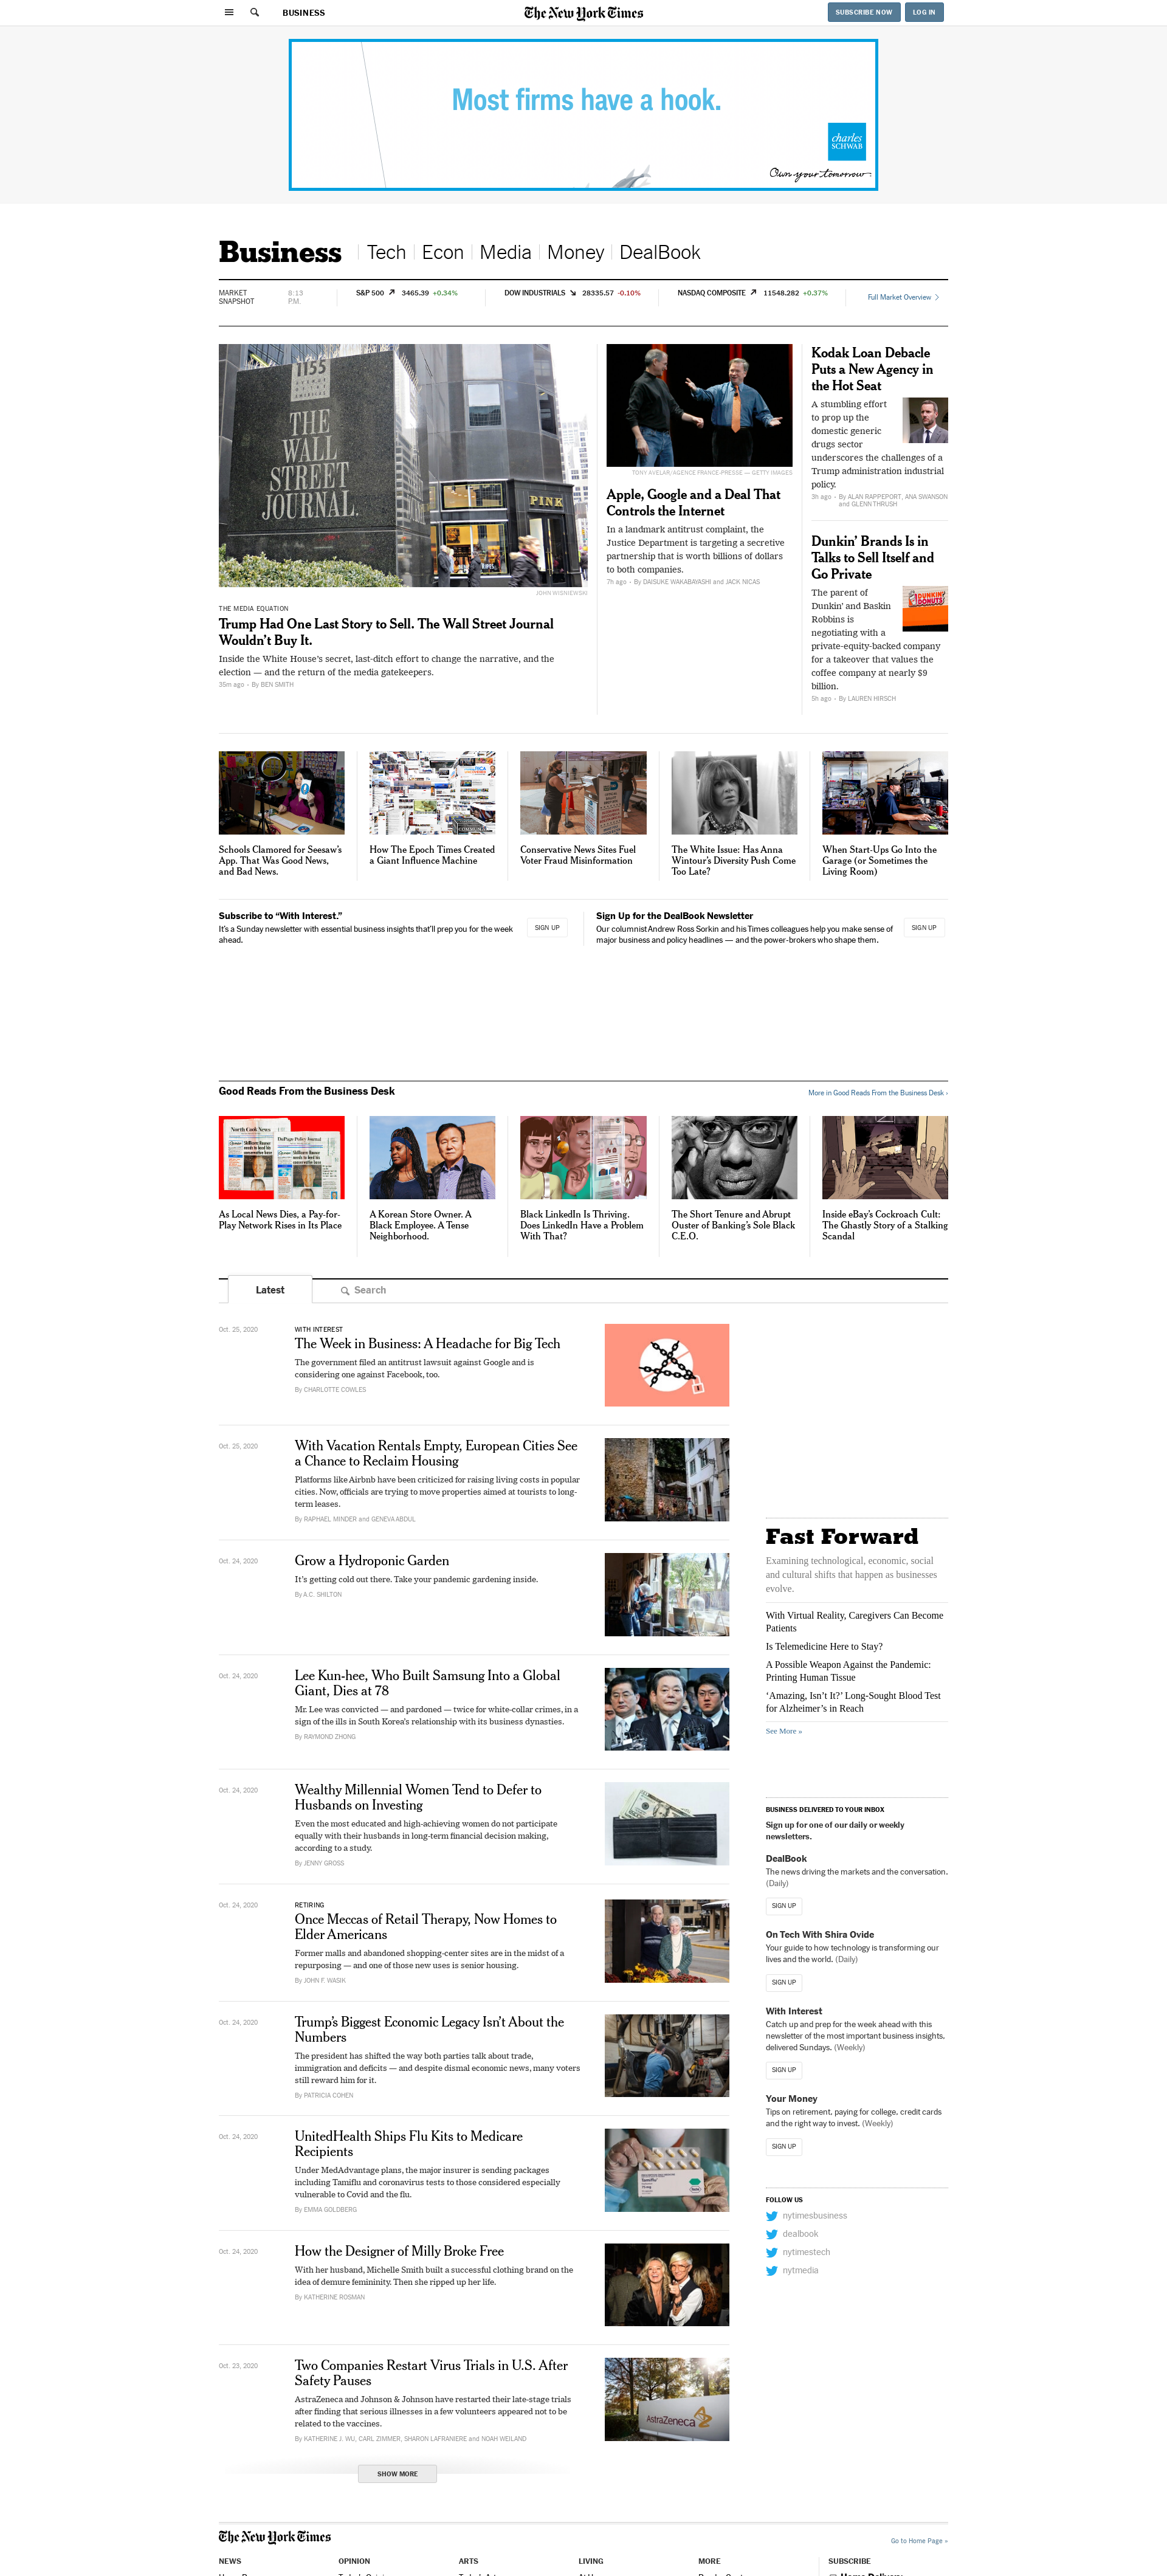 BUSINESS
The New York Times
SUBSCRIBE NOW
LOG IN
Most firms have a hook.
charles
SCHWAB
Own your tomorrow
Business
Tech
Econ
Media
Money
DealBook
MARKET
SNAPSHOT
8:13
P.M.
S&P 500 3465.39 +0.34%
DOW INDUSTRIALS 28335.57 -0.10%
NASDAQ COMPOSITE 11548.282 +0.37%
Full Market Overview
1155
THE
WALL
STREET
JOURNAL.
PINK
JOHN WISNIEWSKI
THE MEDIA EQUATION
Trump Had One Last Story to Sell. The Wall Street Journal
Wouldn’t Buy It.
Inside the White House’s secret, last-ditch effort to change the narrative, and the
election — and the return of the media gatekeepers.
35m ago • By BEN SMITH
TONY AVELAR/AGENCE FRANCE-PRESSE — GETTY IMAGES
Apple, Google and a Deal That
Controls the Internet
In a landmark antitrust complaint, the
Justice Department is targeting a secretive
partnership that is worth billions of dollars
to both companies.
7h ago • By DAISUKE WAKABAYASHI and JACK NICAS
Kodak Loan Debacle
Puts a New Agency in
the Hot Seat
A stumbling effort
to prop up the
domestic generic
drugs sector
underscores the challenges of a
Trump administration industrial
policy.
3h ago • By ALAN RAPPEPORT, ANA SWANSON
and GLENN THRUSH
Dunkin’ Brands Is in
Talks to Sell Itself and
Go Private
The parent of
Dunkin’ and Baskin
Robbins is
negotiating with a
private-equity-backed company
for a takeover that values the
coffee company at nearly $9
billion.
5h ago • By LAUREN HIRSCH
DUNKIN'
DONUTS
Schools Clamored for Seesaw’s
App. That Was Good News,
and Bad News.
How The Epoch Times Created
a Giant Influence Machine
Conservative News Sites Fuel
Voter Fraud Misinformation
The White Issue: Has Anna
Wintour’s Diversity Push Come
Too Late?
When Start-Ups Go Into the
Garage (or Sometimes the
Living Room)
Subscribe to “With Interest.”
It’s a Sunday newsletter with essential business insights that’ll prep you for the week
ahead.
SIGN UP
Sign Up for the DealBook Newsletter
Our columnist Andrew Ross Sorkin and his Times colleagues help you make sense of
major business and policy headlines — and the power-brokers who shape them.
SIGN UP
Good Reads From the Business Desk
More in Good Reads From the Business Desk ›
North Cook News
DuPage Policy Journal
As Local News Dies, a Pay-for-
Play Network Rises in Its Place
A Korean Store Owner. A
Black Employee. A Tense
Neighborhood.
Black LinkedIn Is Thriving.
Does LinkedIn Have a Problem
With That?
The Short Tenure and Abrupt
Ouster of Banking’s Sole Black
C.E.O.
Inside eBay’s Cockroach Cult:
The Ghastly Story of a Stalking
Scandal
Latest
Search
Oct. 25, 2020
WITH INTEREST
The Week in Business: A Headache for Big Tech
The government filed an antitrust lawsuit against Google and is
considering one against Facebook, too.
By CHARLOTTE COWLES
Oct. 25, 2020
With Vacation Rentals Empty, European Cities See
a Chance to Reclaim Housing
Platforms like Airbnb have been criticized for raising living costs in popular
cities. Now, officials are trying to move properties aimed at tourists to long-
term leases.
By RAPHAEL MINDER and GENEVA ABDUL
Oct. 24, 2020
Grow a Hydroponic Garden
It’s getting cold out there. Take your pandemic gardening inside.
By A.C. SHILTON
Oct. 24, 2020
Lee Kun-hee, Who Built Samsung Into a Global
Giant, Dies at 78
Mr. Lee was convicted — and pardoned — twice for white-collar crimes, in a
sign of the ills in South Korea’s relationship with its business dynasties.
By RAYMOND ZHONG
Oct. 24, 2020
Wealthy Millennial Women Tend to Defer to
Husbands on Investing
Even the most educated and high-achieving women do not participate
equally with their husbands in long-term financial decision making,
according to a study.
By JENNY GROSS
Oct. 24, 2020
RETIRING
Once Meccas of Retail Therapy, Now Homes to
Elder Americans
Former malls and abandoned shopping-center sites are in the midst of a
repurposing — and one of those new uses is senior housing.
By JOHN F. WASIK
Oct. 24, 2020
Trump’s Biggest Economic Legacy Isn’t About the
Numbers
The president has shifted the way both parties talk about trade,
immigration and deficits — and despite dismal economic news, many voters
still reward him for it.
By PATRICIA COHEN
Oct. 24, 2020
UnitedHealth Ships Flu Kits to Medicare
Recipients
Under MedAdvantage plans, the major insurer is sending packages
including Tamiflu and coronavirus tests to those considered especially
vulnerable to Covid and the flu.
By EMMA GOLDBERG
Oct. 24, 2020
How the Designer of Milly Broke Free
With her husband, Michelle Smith built a successful clothing brand on the
idea of demure femininity. Then she ripped up her life.
By KATHERINE ROSMAN
Oct. 23, 2020
Two Companies Restart Virus Trials in U.S. After
Safety Pauses
AstraZeneca and Johnson & Johnson have restarted their late-stage trials
after finding that serious illnesses in a few volunteers appeared not to be
related to the vaccines.
By KATHERINE J. WU, CARL ZIMMER, SHARON LAFRANIERE and NOAH WEILAND
AstraZeneca
SHOW MORE
Fast Forward
Examining technological, economic, social
and cultural shifts that happen as businesses
evolve.
With Virtual Reality, Caregivers Can Become
Patients
Is Telemedicine Here to Stay?
A Possible Weapon Against the Pandemic:
Printing Human Tissue
‘Amazing, Isn’t It?’ Long-Sought Blood Test
for Alzheimer’s in Reach
See More »
BUSINESS DELIVERED TO YOUR INBOX
Sign up for one of our daily or weekly
newsletters.
DealBook
The news driving the markets and the conversation.
(Daily)
SIGN UP
On Tech With Shira Ovide
Your guide to how technology is transforming our
lives and the world. (Daily)
SIGN UP
With Interest
Catch up and prep for the week ahead with this
newsletter of the most important business insights,
delivered Sundays. (Weekly)
SIGN UP
Your Money
Tips on retirement, paying for college, credit cards
and the right way to invest. (Weekly)
SIGN UP
FOLLOW US
nytimesbusiness
dealbook
nytimestech
nytmedia
The New York Times
Go to Home Page »
NEWS
OPINION
ARTS
LIVING
MORE
SUBSCRIBE